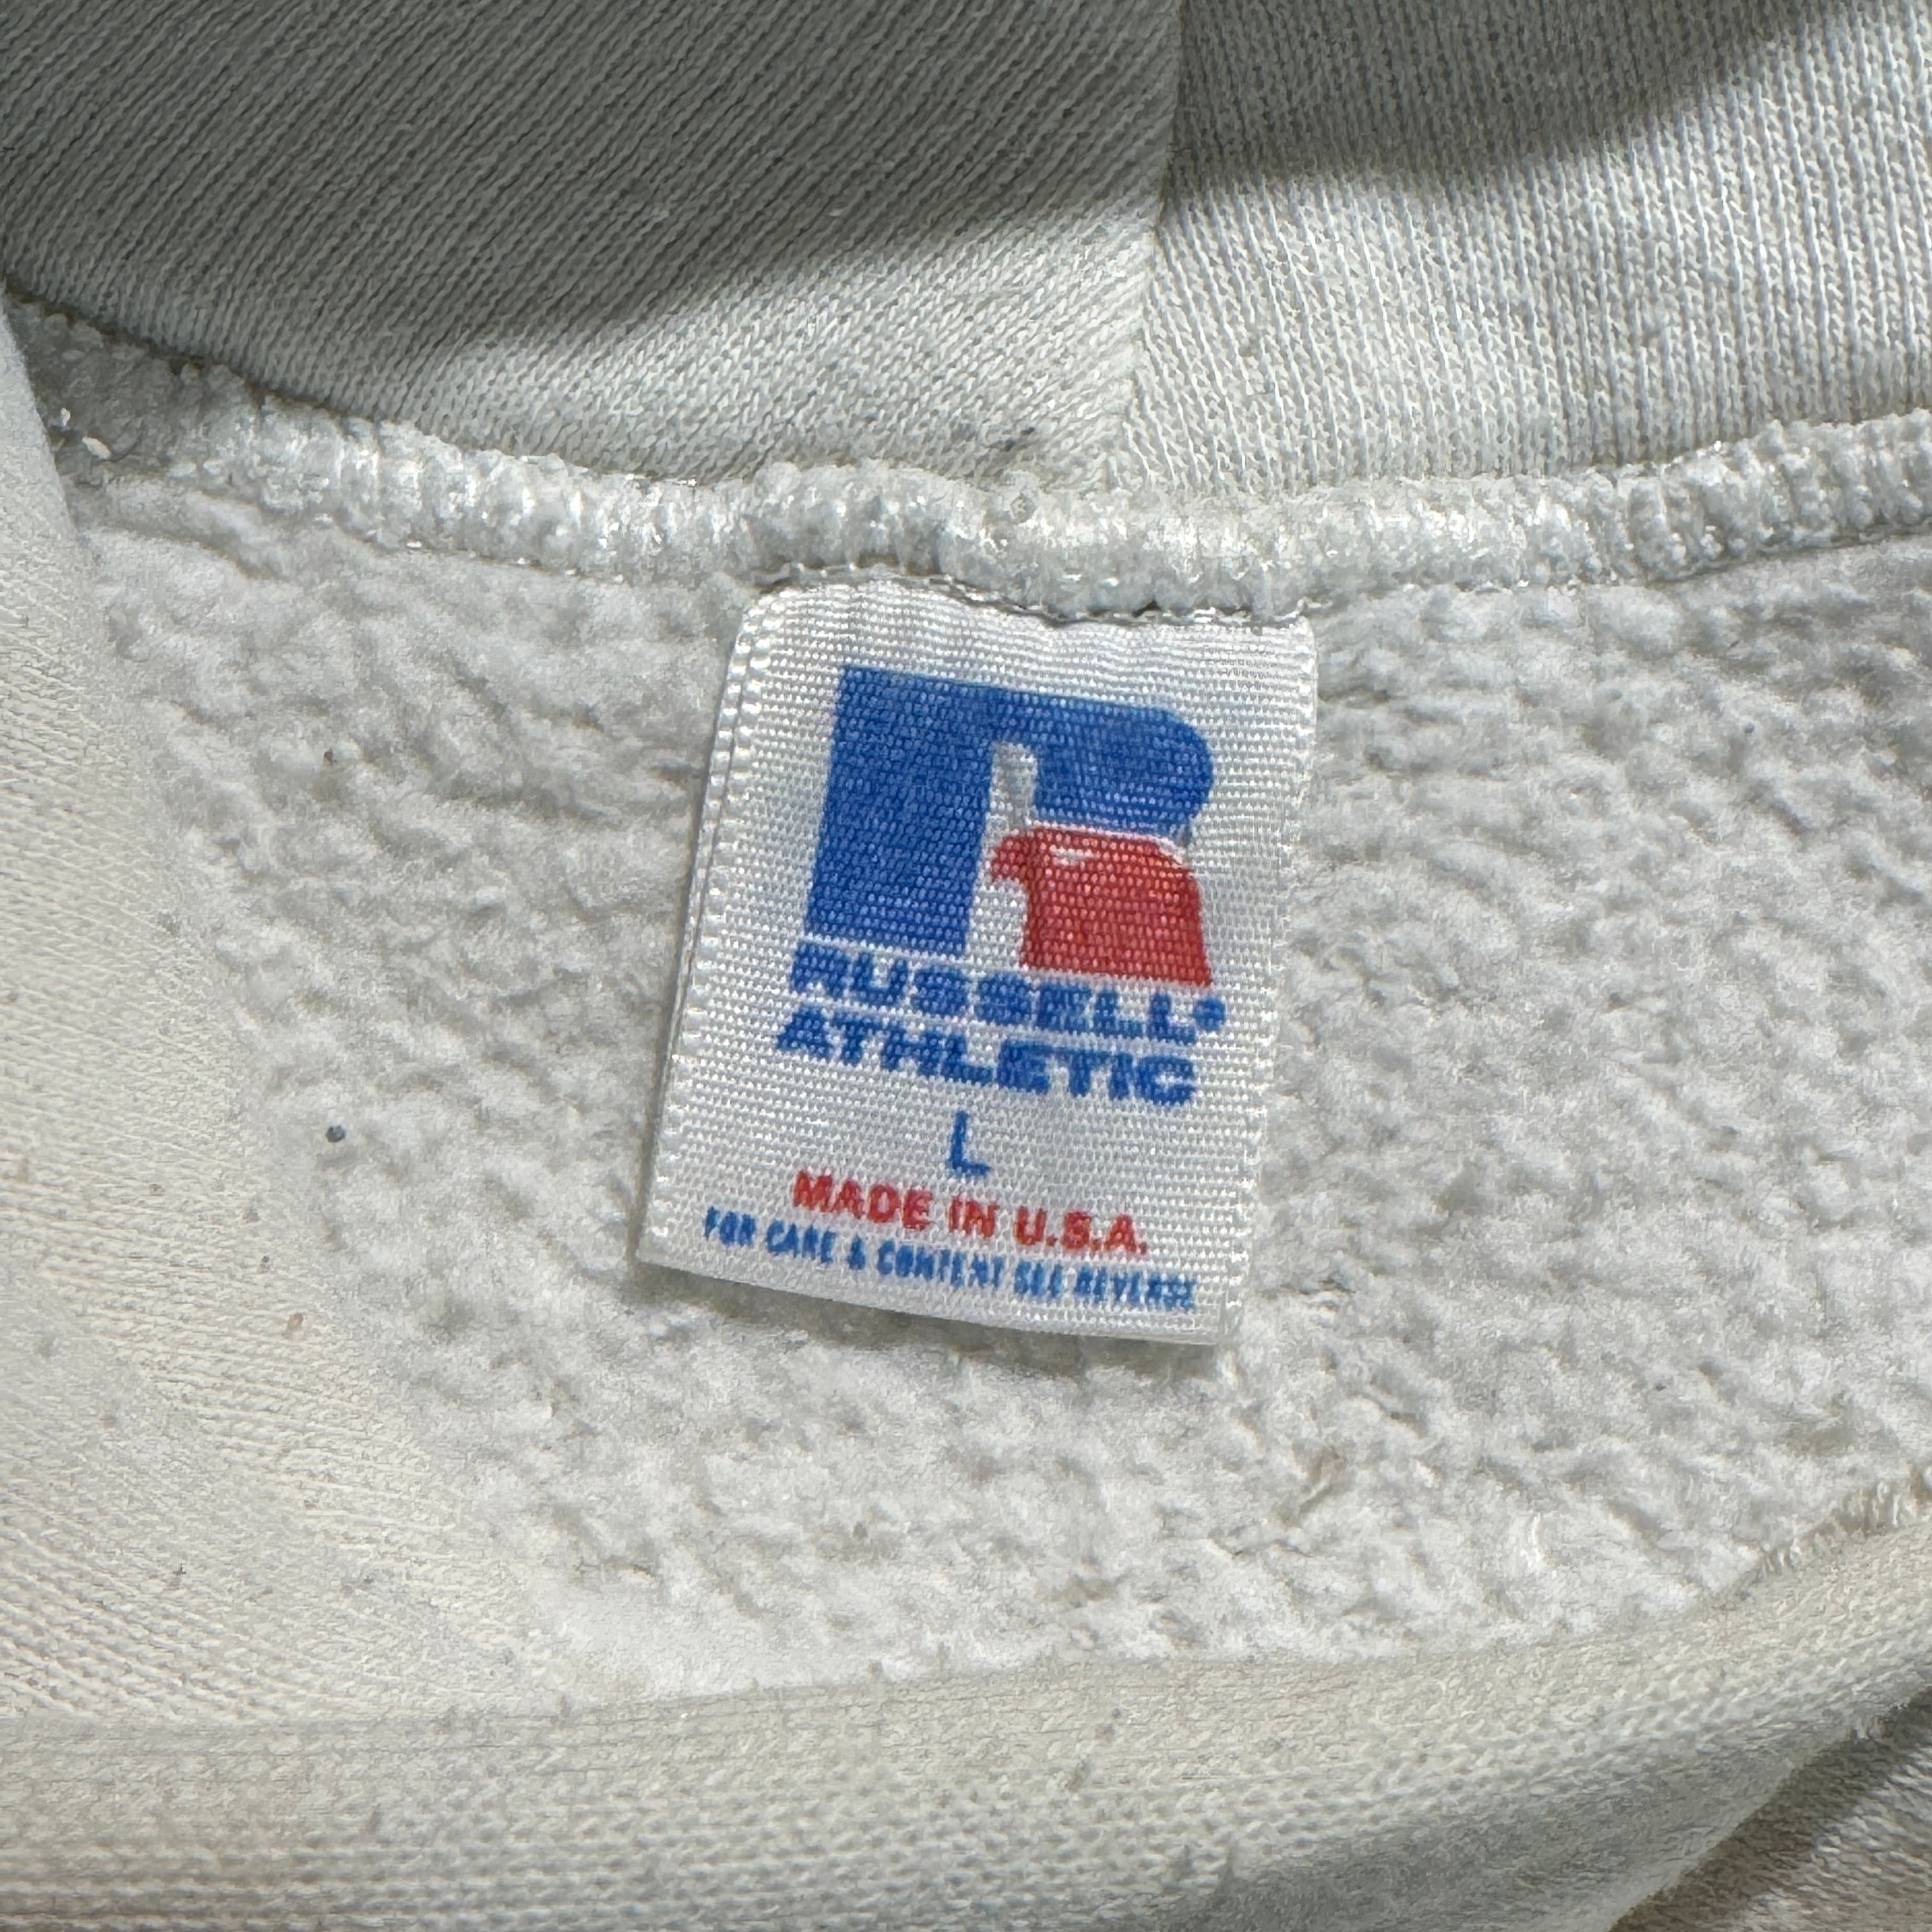 RUSSELL®
ATHLETIC
L
MADE IN U.S.A.
FOR CARE & CONTENT SEE REVERSE